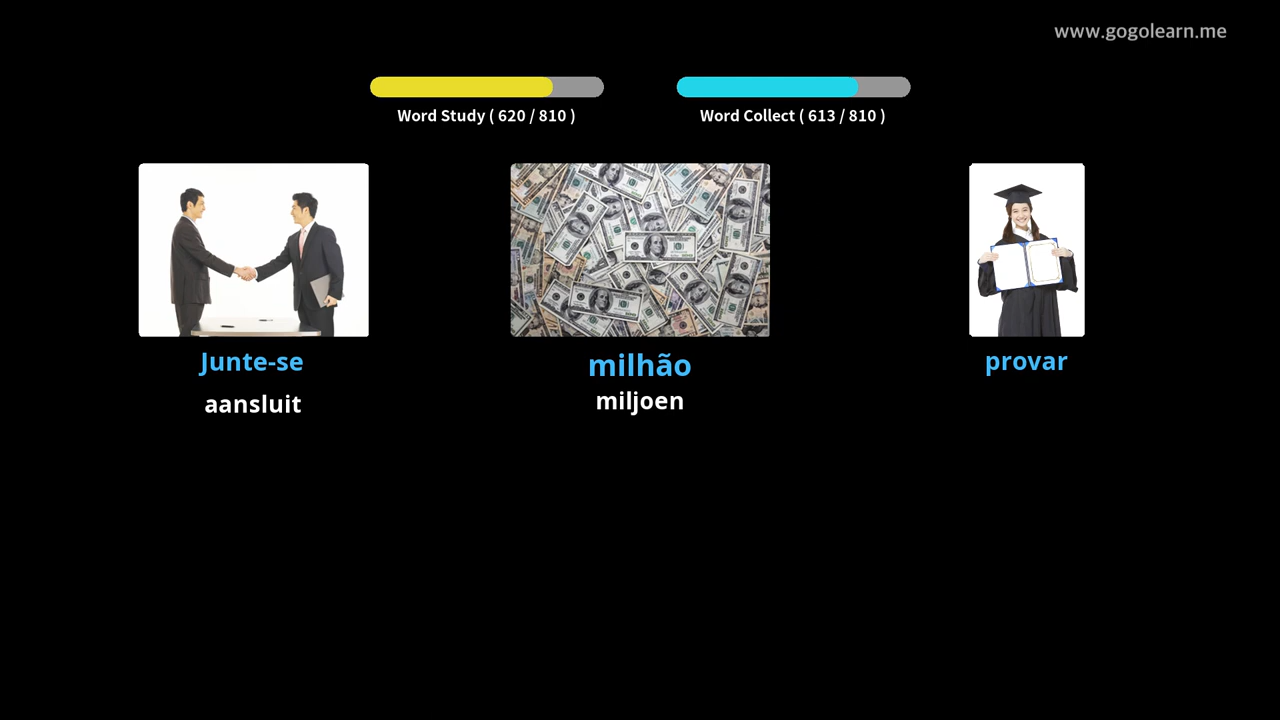 www.gogolearn.me
Word Study ( 620 / 810 )
Word Collect ( 613 / 810 )
Junte-se
aansluit
milhão
miljoen
provar